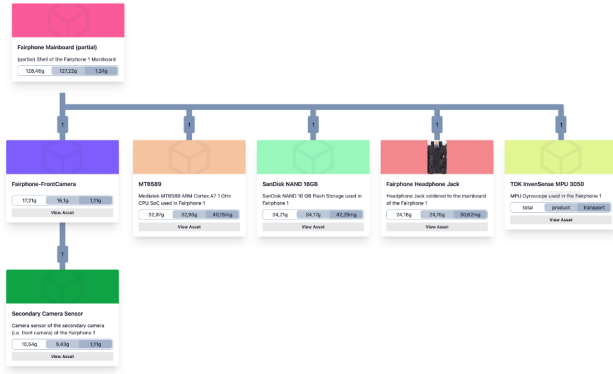 Fairphone Mainboard (partial)
(partial) Shell of the Fairphone 1 Mainboard
128,46g 127,22g 1,24g
1 1 1 1 1
Fairphone-FrontCamera
17,21g 16,1g 1,11g
View Asset
MT6589
Mediatek MT6589 ARM Cortex A7 1 GHz
CPU SoC used in Fairphone 1
32,97g 32,93g 40,15mg
View Asset
SanDisk NAND 16GB
SanDisk NAND 16 GB Flash Storage used in
Fairphone 1
34,21g 34,17g 42,29mg
View Asset
Fairphone Headphone Jack
Headphone Jack soldered to the mainboard
of the Fairphone 1
24,18g 24,15g 30,62mg
View Asset
TDK InvenSense MPU 3050
MPU Gyroscope used in the Fairphone 1
total product transport
View Asset
1
Secondary Camera Sensor
Camera sensor of the secondary camera
(i.e. front camera) of the Fairphone 1
10,54g 9,43g 1,11g
View Asset